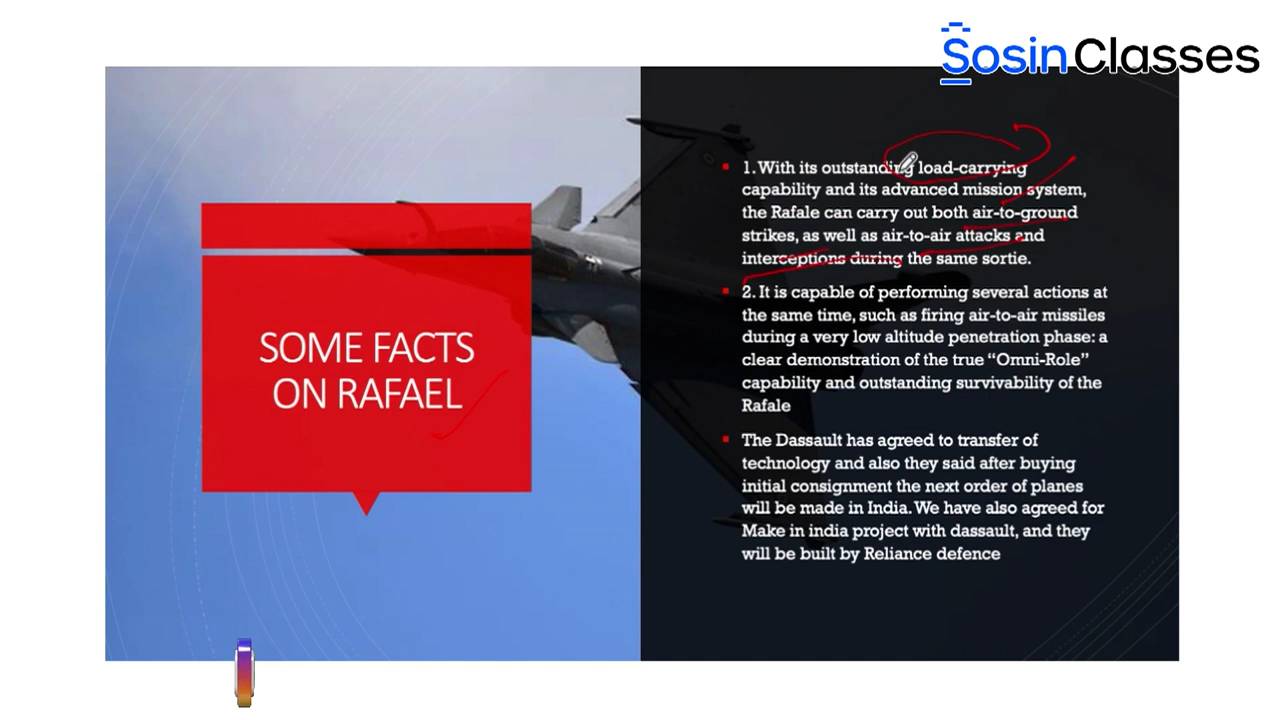 Sosin Classes
SOME FACTS
ON RAFAEL
1. With its outstanding load-carrying
capability and its advanced mission system,
the Rafale can carry out both air-to-ground
strikes, as well as air-to-air attacks and
interceptions during the same sortie.
2. It is capable of performing several actions at
the same time, such as firing air-to-air missiles
during a very low altitude penetration phase: a
clear demonstration of the true “Omni-Role”
capability and outstanding survivability of the
Rafale
The Dassault has agreed to transfer of
technology and also they said after buying
initial consignment the next order of planes
will be made in India. We have also agreed for
Make in india project with dassault, and they
will be built by Reliance defence